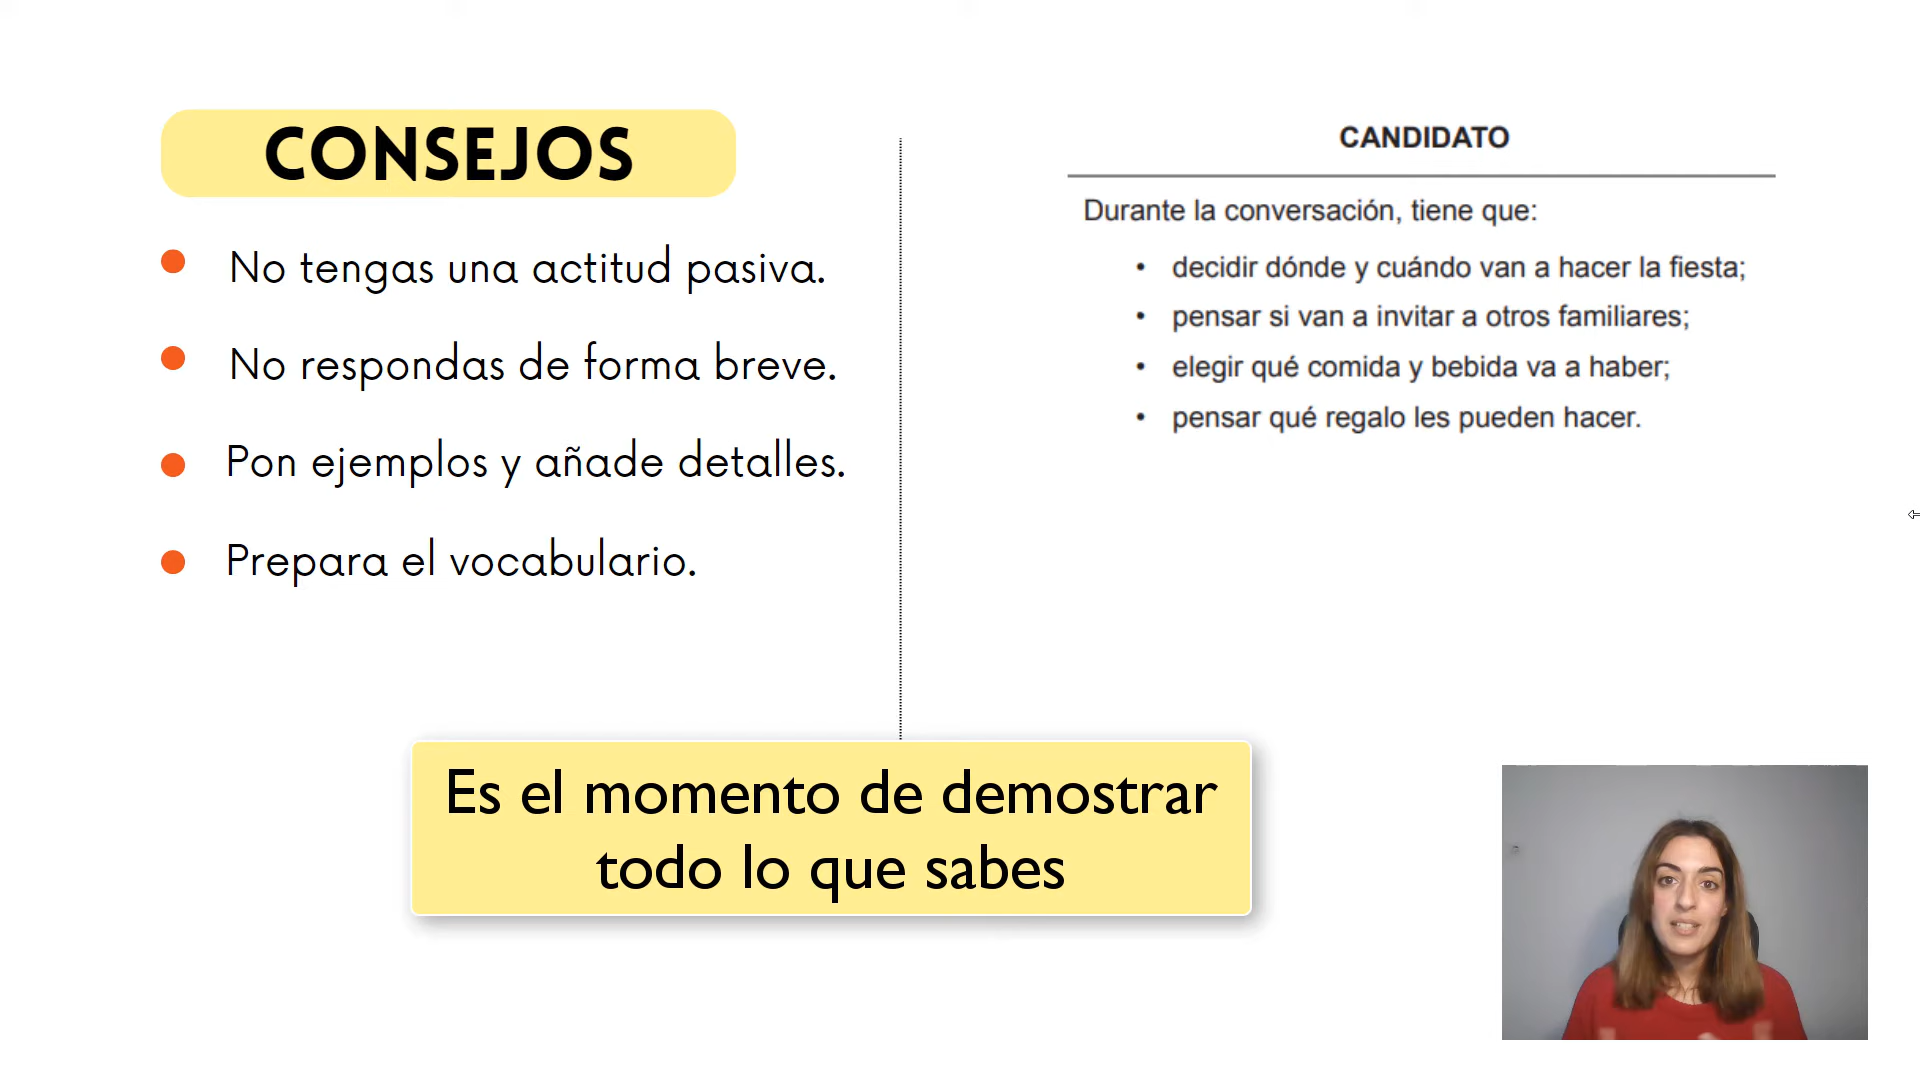 CONSEJOS
No tengas una actitud pasiva.
No respondas de forma breve.
Pon ejemplos y añade detalles.
Prepara el vocabulario.
CANDIDATO
Durante la conversación, tiene que:
• decidir dónde y cuándo van a hacer la fiesta;
• pensar si van a invitar a otros familiares;
• elegir qué comida y bebida va a haber;
• pensar qué regalo les pueden hacer.
Es el momento de demostrar
todo lo que sabes